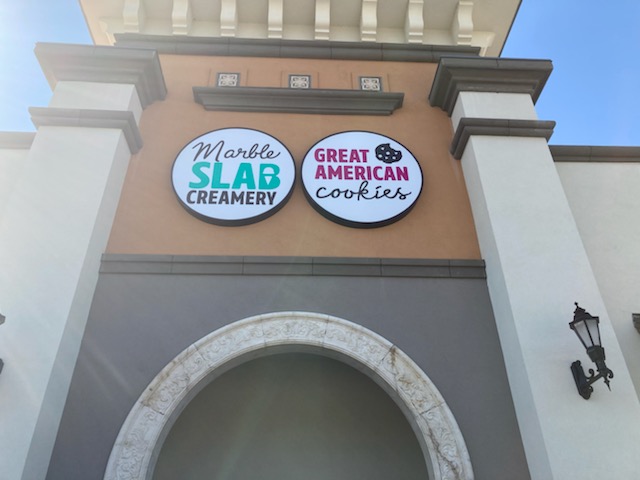 Marble
SLAB
CREAMERY
GREAT
AMERICAN
cookies